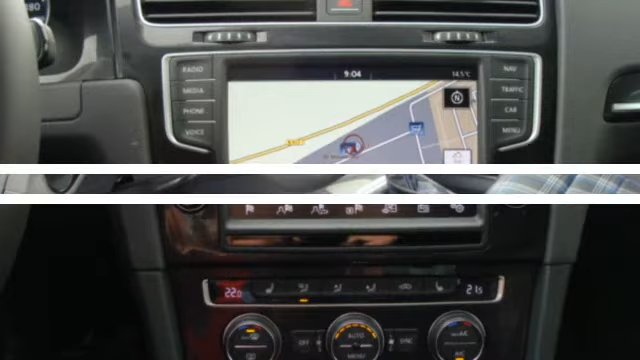 280
9:04
14.5°C
RADIO
MEDIA
PHONE
VOICE
NAV
TRAFFIC
CAR
MENU
N
22.0
21.5
OFF
AUTO
SYNC
MENU